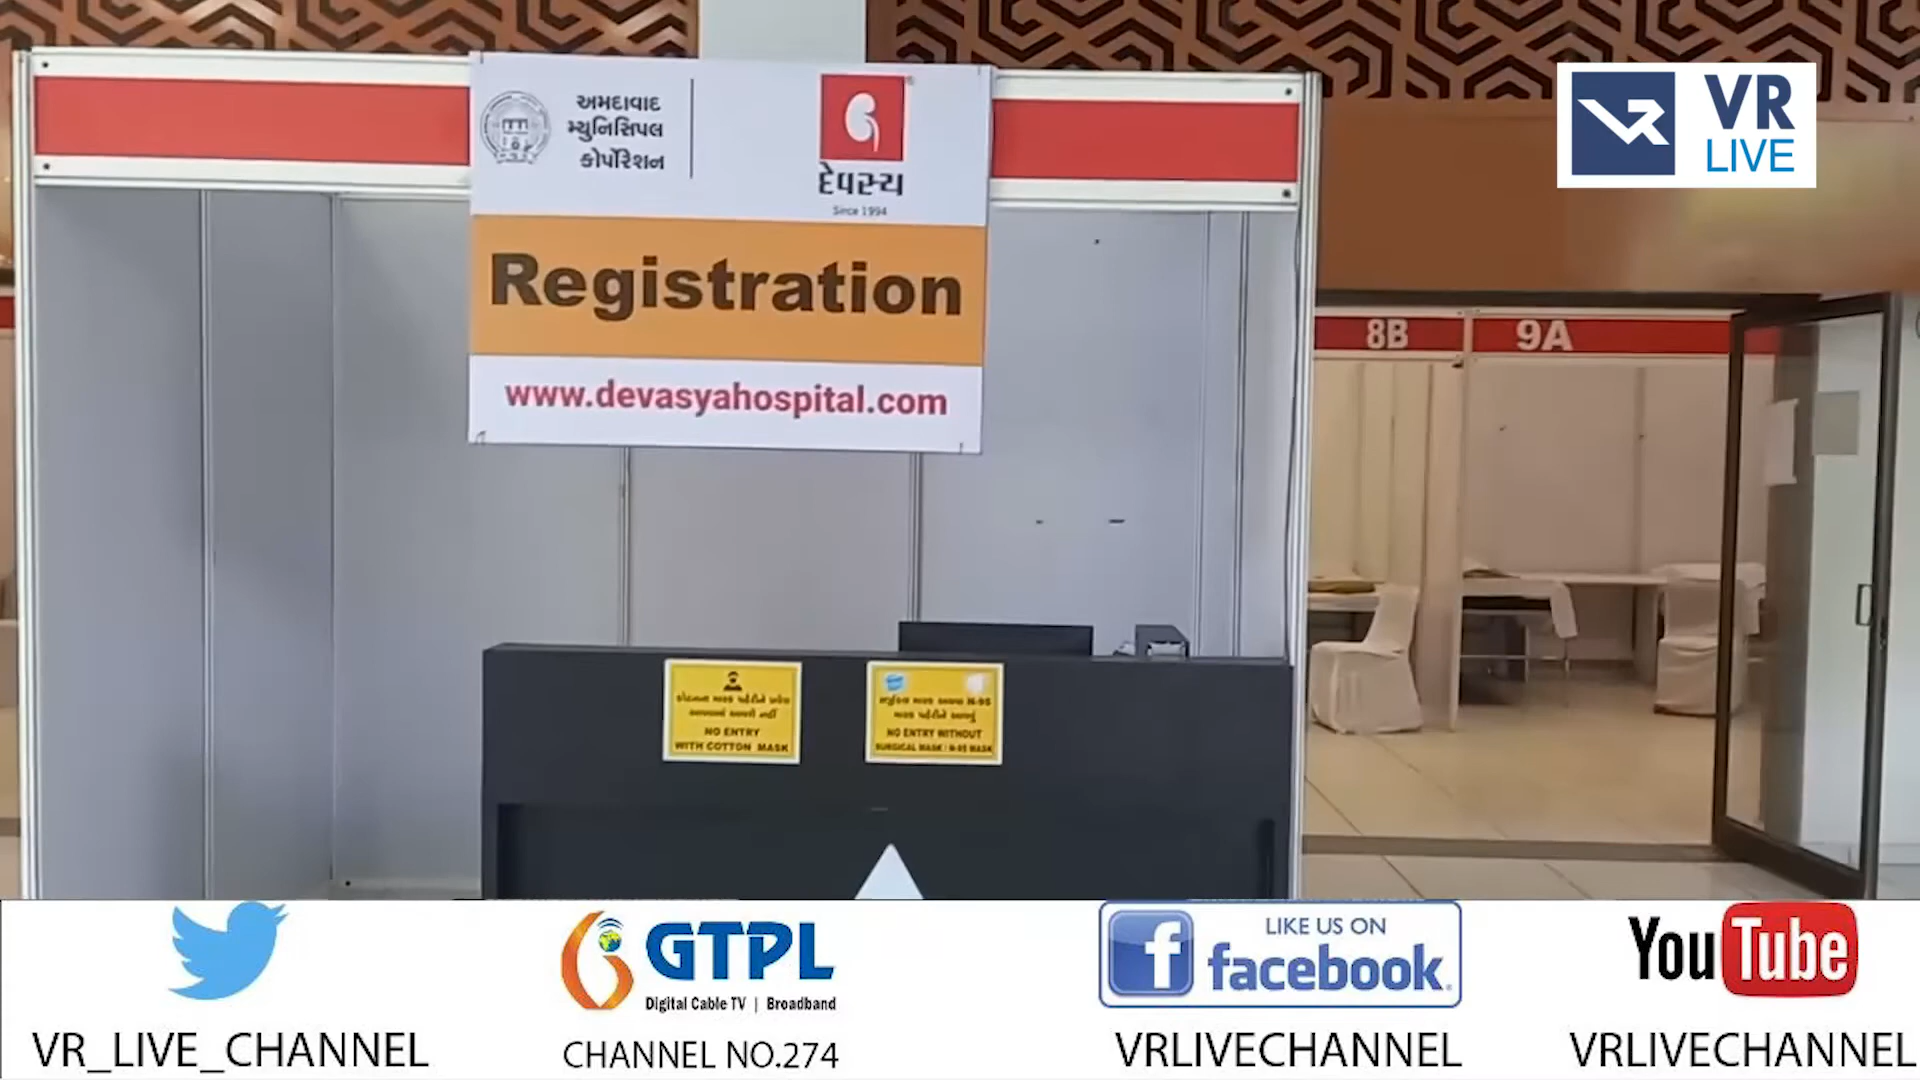 અમદાવાદ
મ્યુનિસિપલ
કોર્પોરેશન
દેવસ્ય
Since 1994
Registration
www.devasyahospital.com
VR
LIVE
8B
9A
NO ENTRY
WITH COTTON MASK
N-95
NO ENTRY WITHOUT
SURGICAL MASK / N-95 MASK
GTPL
Digital Cable TV | Broadband
LIKE US ON
facebook
YouTube
VR_LIVE_CHANNEL
CHANNEL NO.274
VRLIVECHANNEL
VRLIVECHANNEL